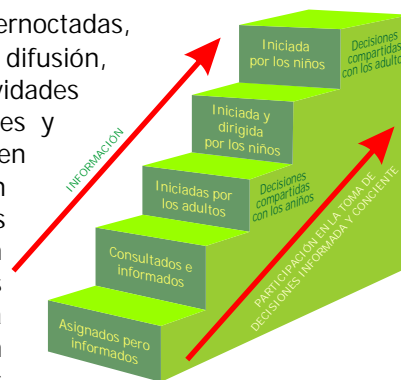 ernoctadas,
difusión,
vidades
es y
en
n
s
n
s
a
n
INFORMACIÓN
Iniciada
por los niños
Decisiones
compartidas
con los adultos
Iniciada y
dirigida
por los niños
Iniciadas por
los adultos
Decisiones
compartidas
con los aniños
Consultados e
informados
Asignados pero
informados
PARTICIPACIÓN EN LA TOMA DE
DECISIONES INFORMADA Y CONCIENTE